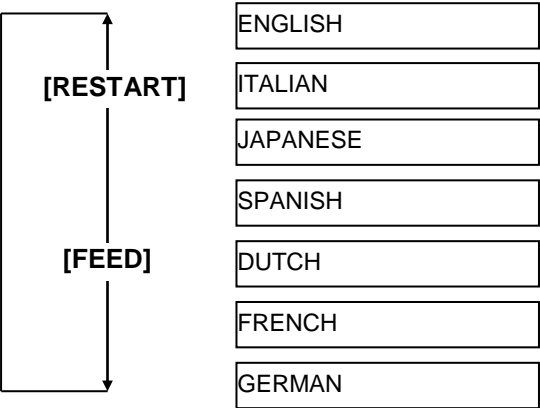 ENGLISH
[RESTART]
ITALIAN
JAPANESE
SPANISH
[FEED]
DUTCH
FRENCH
GERMAN